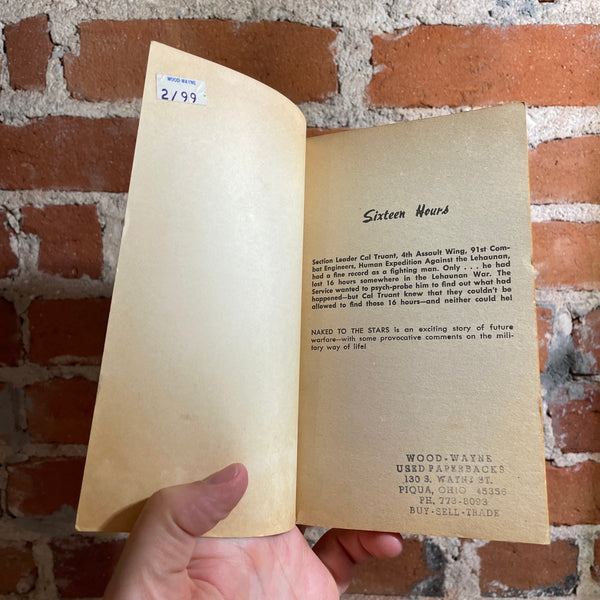 WOOD-WAYNE
2/99
Sixteen Hours
Section Leader Cal Truant, 4th Assault Wing, 91st Com-
bat Engineers, Human Expedition Against the Lehaunan,
had a fine record as a fighting man. Only . . . he had
lost 16 hours somewhere in the Lehaunan War. The
Service wanted to psych-probe him to find out what had
happened—but Cal Truant knew that they couldn't be
allowed to find those 16 hours—and neither could he!
NAKED TO THE STARS is an exciting story of future
warfare—with some provocative comments on the mili-
tary way of life!
WOOD-WAYNE
USED PAPERBACKS
130 S. WAYNE ST.
PIQUA, OHIO 45356
PH. 773-8093
BUY-SELL-TRADE